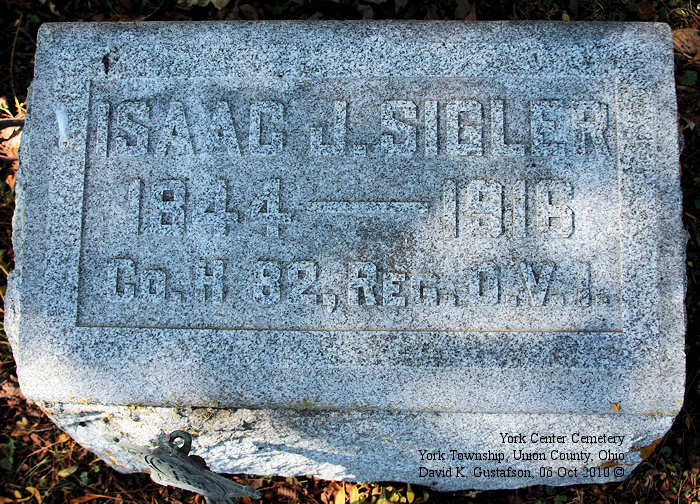 ISAAC J. SIGLER
1844 — 1916
CO. H 82, REG. O.V.I.
York Center Cemetery
York Township, Union County, Ohio
David K. Gustafson, 06 Oct 2010 ©